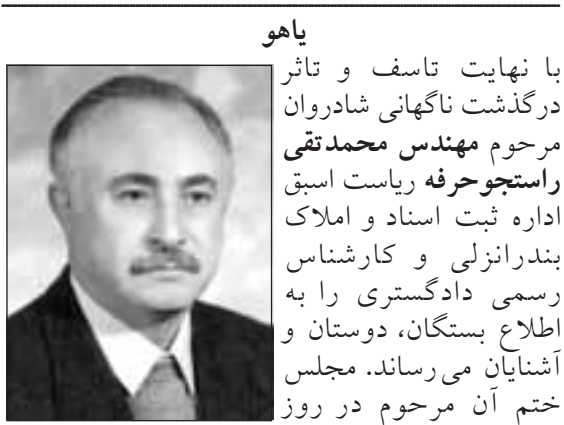 یاهو
با نهایت تاسف و تاثر
درگذشت ناگهانی شادروان
مرحوم مهندس محمدتقی
راستجوحرفه ریاست اسبق
اداره ثبت اسناد و املاک
بندرانزلی و کارشناس
رسمی دادگستری را به
اطلاع بستگان، دوستان و
آشنایان می‌رساند. مجلس
ختم آن مرحوم در روز